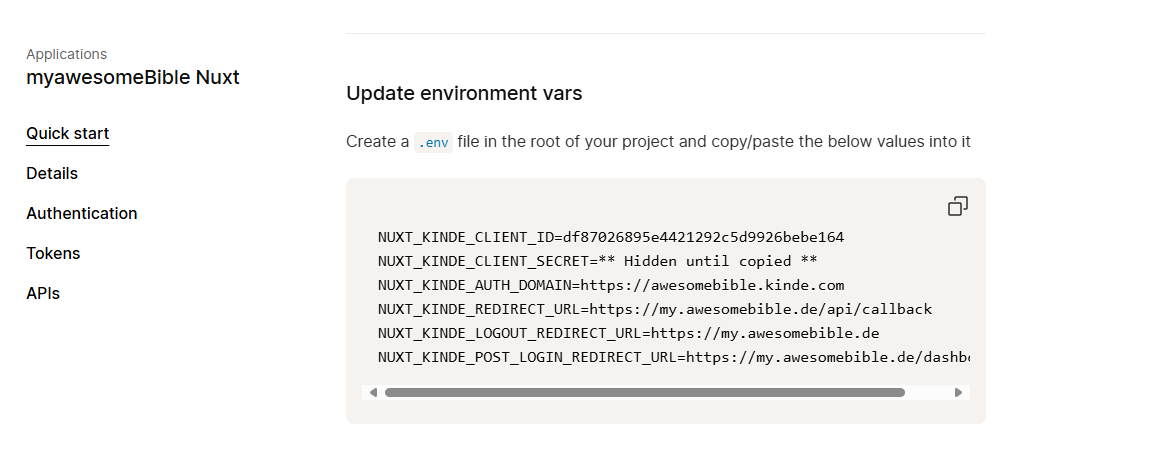 Applications
myawesomeBible Nuxt
Quick start
Details
Authentication
Tokens
APIs
Update environment vars
Create a .env file in the root of your project and copy/paste the below values into it
NUXT_KINDE_CLIENT_ID=df87026895e4421292c5d9926bebe164
NUXT_KINDE_CLIENT_SECRET=** Hidden until copied **
NUXT_KINDE_AUTH_DOMAIN=https://awesomebible.kinde.com
NUXT_KINDE_REDIRECT_URL=https://my.awesomebible.de/api/callback
NUXT_KINDE_LOGOUT_REDIRECT_URL=https://my.awesomebible.de
NUXT_KINDE_POST_LOGIN_REDIRECT_URL=https://my.awesomebible.de/dashb